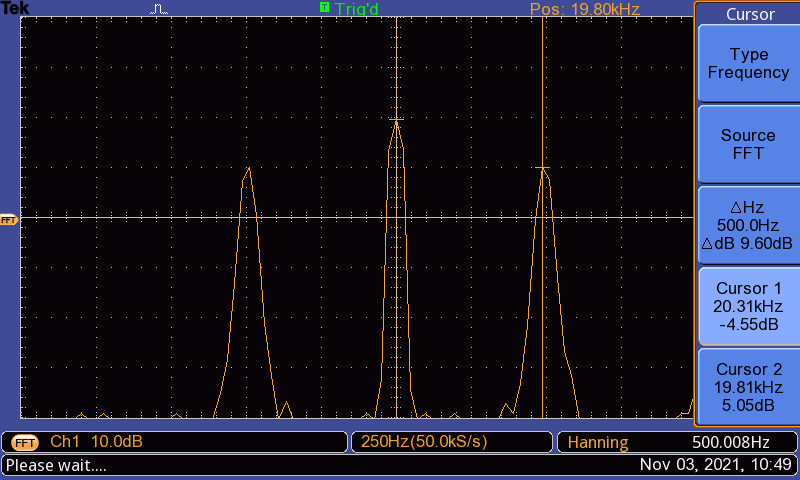 Tek
T Trig'd
Pos: 19.80kHz
Cursor
Type
Frequency
Source
FFT
△Hz
500.0Hz
△dB 9.60dB
Cursor 1
20.31kHz
-4.55dB
Cursor 2
19.81kHz
5.05dB
FFT
FFT Ch1 10.0dB
250Hz(50.0kS/s)
Hanning 500.008Hz
Please wait....
Nov 03, 2021, 10:49